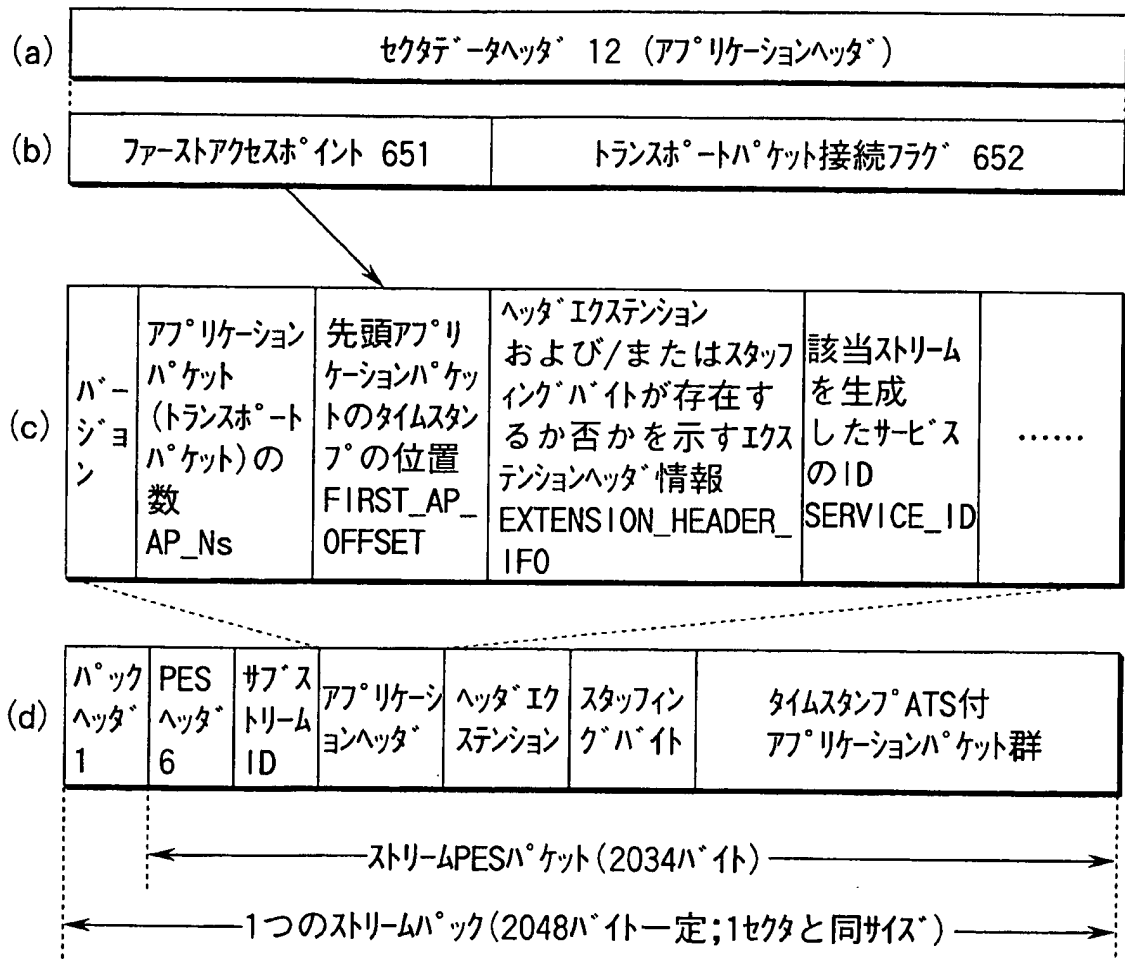 (a)
セクタデータヘッダ 12 (アプリケーションヘッダ)
(b)
ファーストアクセスポイント 651
トランスポートパケット接続フラグ 652
(c)
バー
ジョ
ン
アプリケーション
パケット
(トランスポート
パケット)の
数
AP_Ns
先頭アプリ
ケーションパケッ
トのタイムスタン
プの位置
FIRST_AP_
OFFSET
ヘッダエクステンション
および/またはスタッフ
ィングバイトが存在す
るか否かを示すエクス
テンションヘッダ情報
EXTENSION_HEADER_
IFO
該当ストリーム
を生成
したサービス
のID
SERVICE_ID
......
(d)
パック
ヘッダ
1
PES
ヘッダ
6
サブス
トリーム
ID
アプリケーシ
ョンヘッダ
ヘッダエク
ステンション
スタッフィン
グバイト
タイムスタンプATS付
アプリケーションパケット群
ストリームPESパケット(2034バイト)
1つのストリームパック(2048バイト一定;1セクタと同サイズ)